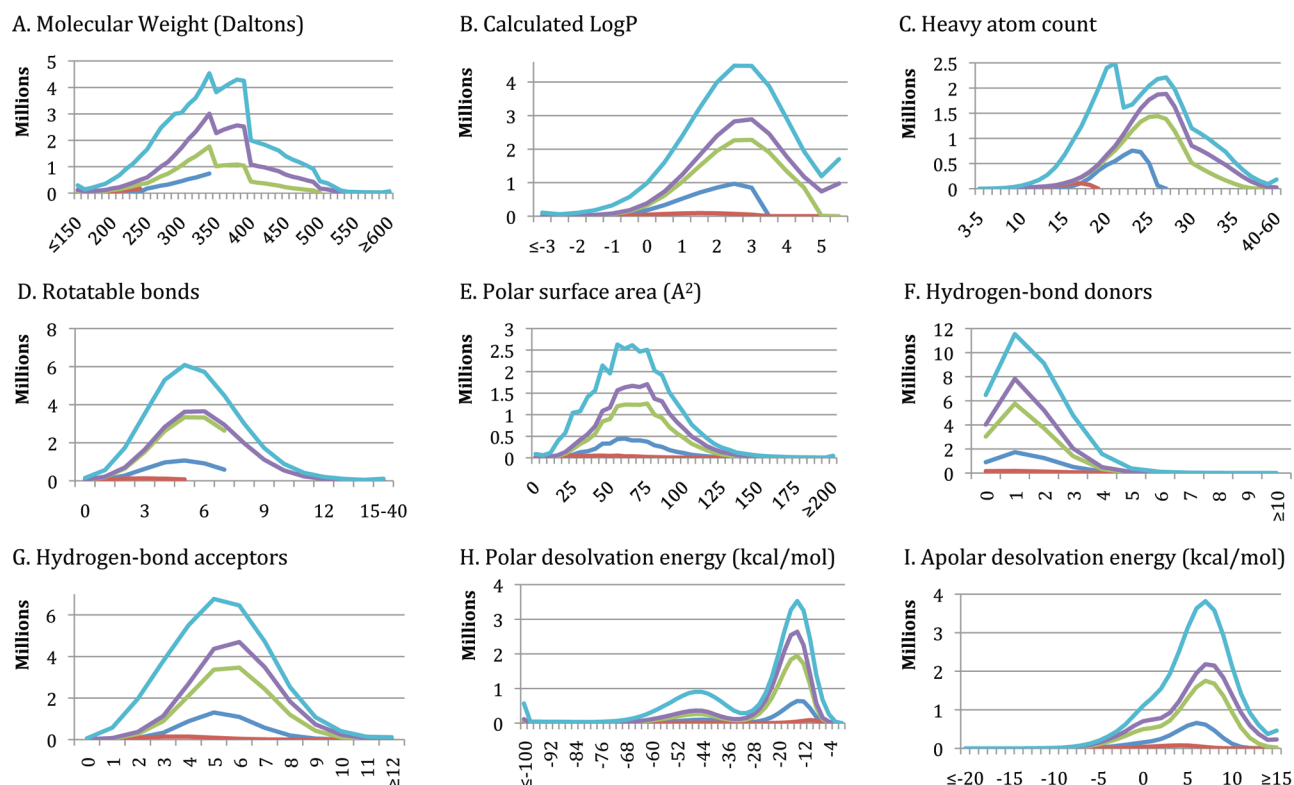 A. Molecular Weight (Daltons)
Millions
5
4
3
2
1
0
≤150 200 250 300 350 400 450 500 550 ≥600
B. Calculated LogP
Millions
4
3
2
1
0
≤-3 -2 -1 0 1 2 3 4 5
C. Heavy atom count
Millions
2.5
2
1.5
1
0.5
0
3-5 10 15 20 25 30 35 40-60
D. Rotatable bonds
Millions
8
6
4
2
0
0 3 6 9 12 15-40
E. Polar surface area (A²)
Millions
3
2.5
2
1.5
1
0.5
0
0 25 50 75 100 125 150 175 ≥200
F. Hydrogen-bond donors
Millions
12
10
8
6
4
2
0
0 1 2 3 4 5 6 7 8 9 ≥10
G. Hydrogen-bond acceptors
Millions
6
4
2
0
0 1 2 3 4 5 6 7 8 9 10 11 ≥12
H. Polar desolvation energy (kcal/mol)
Millions
4
3
2
1
0
≤-100 -92 -84 -76 -68 -60 -52 -44 -36 -28 -20 -12 -4
I. Apolar desolvation energy (kcal/mol)
Millions
4
3
2
1
0
≤-20 -15 -10 -5 0 5 10 ≥15